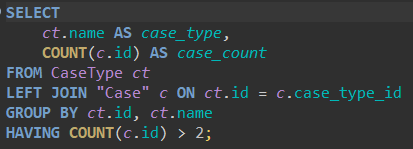 SELECT
ct.name AS case_type,
COUNT(c.id) AS case_count
FROM CaseType ct
LEFT JOIN "Case" c ON ct.id = c.case_type_id
GROUP BY ct.id, ct.name
HAVING COUNT(c.id) > 2;